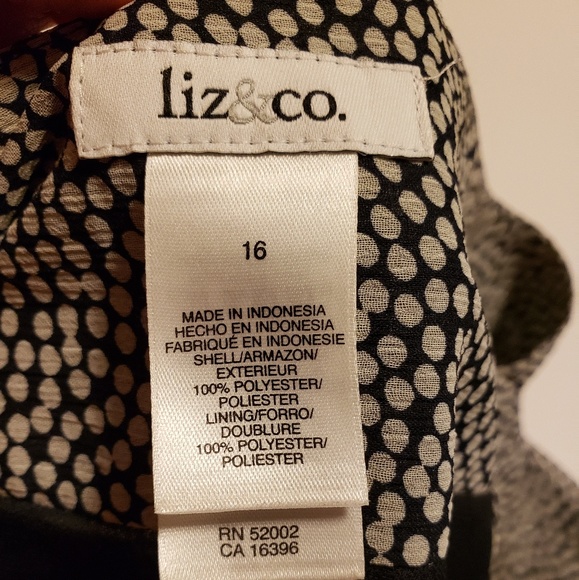 liz&co.
16
MADE IN INDONESIA
HECHO EN INDONESIA
FABRIQUÉ EN INDONESIE
SHELL/ARMAZON/
EXTERIEUR
100% POLYESTER/
POLIESTER
LINING/FORRO/
DOUBLURE
100% POLYESTER/
POLIESTER
RN 52002
CA 16396